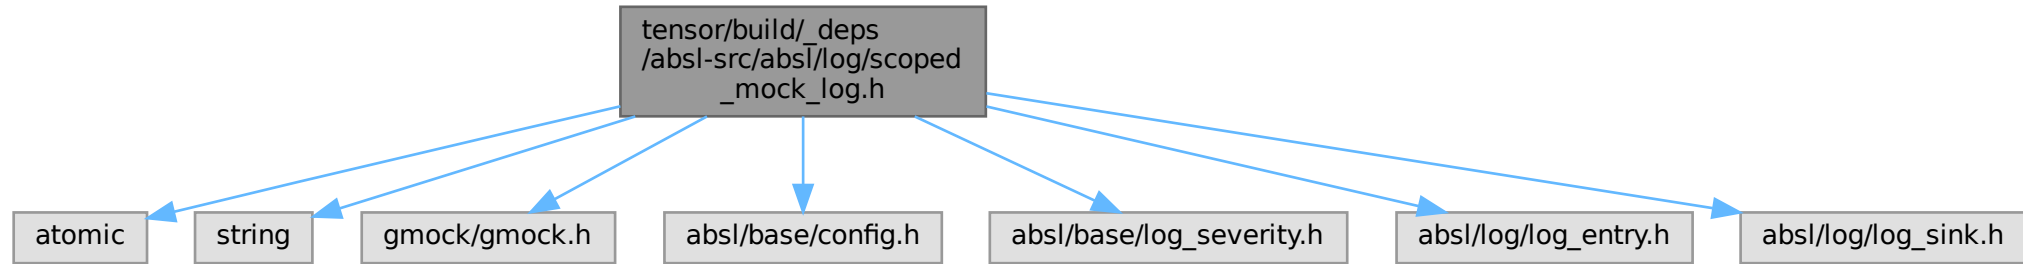 tensor/build/_deps
/absl-src/absl/log/scoped
_mock_log.h
atomic
string
gmock/gmock.h
absl/base/config.h
absl/base/log_severity.h
absl/log/log_entry.h
absl/log/log_sink.h